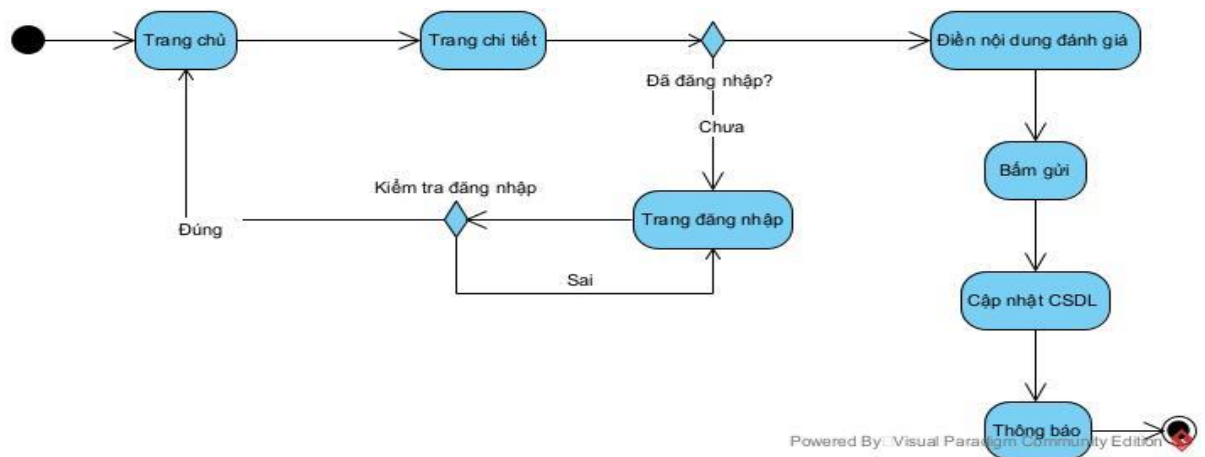 Trang chủ
Trang chi tiết
Điền nội dung đánh giá
Đã đăng nhập?
Chưa
Bấm gửi
Kiểm tra đăng nhập
Trang đăng nhập
Đúng
Sai
Cập nhật CSDL
Thông báo
Powered By Visual Paradigm Community Edition